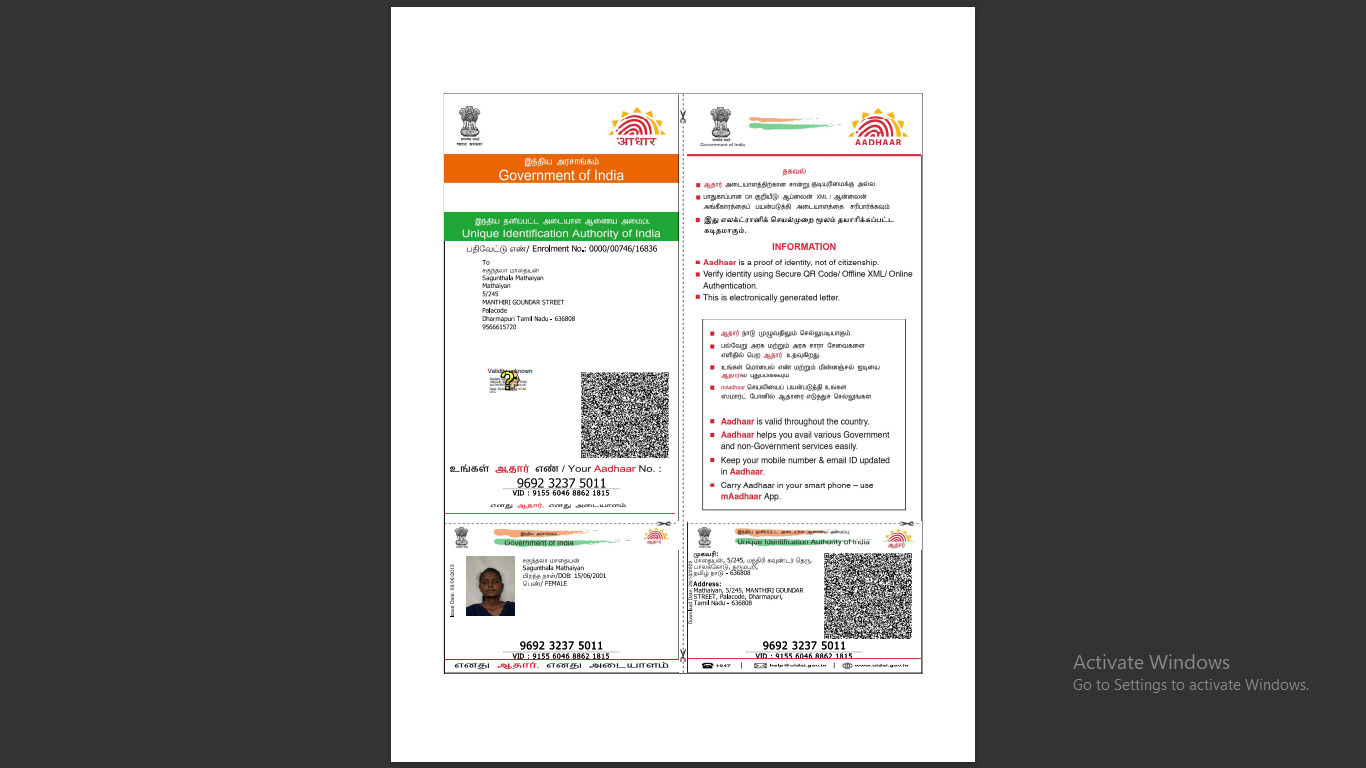 भारत सरकार
आधार
இந்திய அரசாங்கம்
Government of India
இந்திய தனிப்பட்ட அடையாள ஆணைய அமைப்பு
Unique Identification Authority of India
பதிவேட்டு எண்/ Enrolment No.: 0000/00746/16836
To
சகுந்தலா மாதையன்
Sagunthala Mathaiyan
Mathaiyan
5/245
MANTHIRI GOUNDAR STREET
Palacode
Dharmapuri Tamil Nadu - 636808
9566615720
Validity unknown
உங்கள் ஆதார் எண் / Your Aadhaar No. :
9692 3237 5011
VID : 9155 6046 8862 1815
எனது ஆதார், எனது அடையாளம்
Government of India
AADHAAR
தகவல்
ஆதார் அடையாளத்திற்கான சான்று, குடியுரிமைக்கு அல்ல.
பாதுகாப்பான QR குறியீடு/ ஆஃப்லைன் XML / ஆன்லைன்
அங்கீகாரத்தைப் பயன்படுத்தி அடையாளத்தை சரிபார்க்கவும்
இது எலக்ட்ரானிக் செயல்முறை மூலம் தயாரிக்கப்பட்ட
கடிதமாகும்.
INFORMATION
Aadhaar is a proof of identity, not of citizenship.
Verify identity using Secure QR Code/ Offline XML/ Online
Authentication.
This is electronically generated letter.
ஆதார் நாடு முழுவதிலும் செல்லுபடியாகும்.
பல்வேறு அரசு மற்றும் அரசு சாரா சேவைகளை
எளிதில் பெற ஆதார் உதவுகிறது.
உங்கள் மொபைல் எண் மற்றும் மின்னஞ்சல் ஐடியை
ஆதாரில் புதுப்பிக்கவும்
mAadhaar செயலியைப் பயன்படுத்தி உங்கள்
ஸ்மார்ட் போனில் ஆதாரை எடுத்துச் செல்லுங்கள்
Aadhaar is valid throughout the country.
Aadhaar helps you avail various Government
and non-Government services easily.
Keep your mobile number & email ID updated
in Aadhaar.
Carry Aadhaar in your smart phone – use
mAadhaar App.
இந்திய அரசாங்கம்
Government of India
ஆதார்
சகுந்தலா மாதையன்
Sagunthala Mathaiyan
பிறந்த நாள்/DOB: 15/06/2001
பெண்/ FEMALE
9692 3237 5011
VID : 9155 6046 8862 1815
எனது ஆதார், எனது அடையாளம்
இந்திய தனிப்பட்ட அடையாள ஆணைய அமைப்பு
Unique Identification Authority of India
ஆதார்
முகவரி:
மாதையன், 5/245, மந்திரி கவுண்டர் தெரு,
பாலக்கோடு, தருமபுரி,
தமிழ் நாடு - 636808
Address:
Mathaiyan, 5/245, MANTHIRI GOUNDAR
STREET, Palacode, Dharmapuri,
Tamil Nadu - 636808
9692 3237 5011
VID : 9155 6046 8862 1815
1947 | help@uidai.gov.in | www.uidai.gov.in
Activate Windows
Go to Settings to activate Windows.